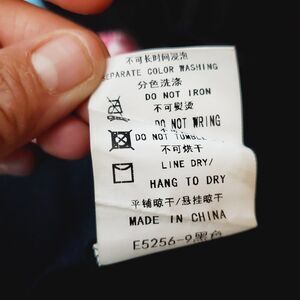 不可长时间浸泡
SEPARATE COLOR WASHING
分色洗涤
DO NOT IRON
不可熨烫
DO NOT WRING
DO NOT TUMBLE
不可烘干
LINE DRY/
HANG TO DRY
平铺晾干/悬挂晾干
MADE IN CHINA
E5256-9黑色